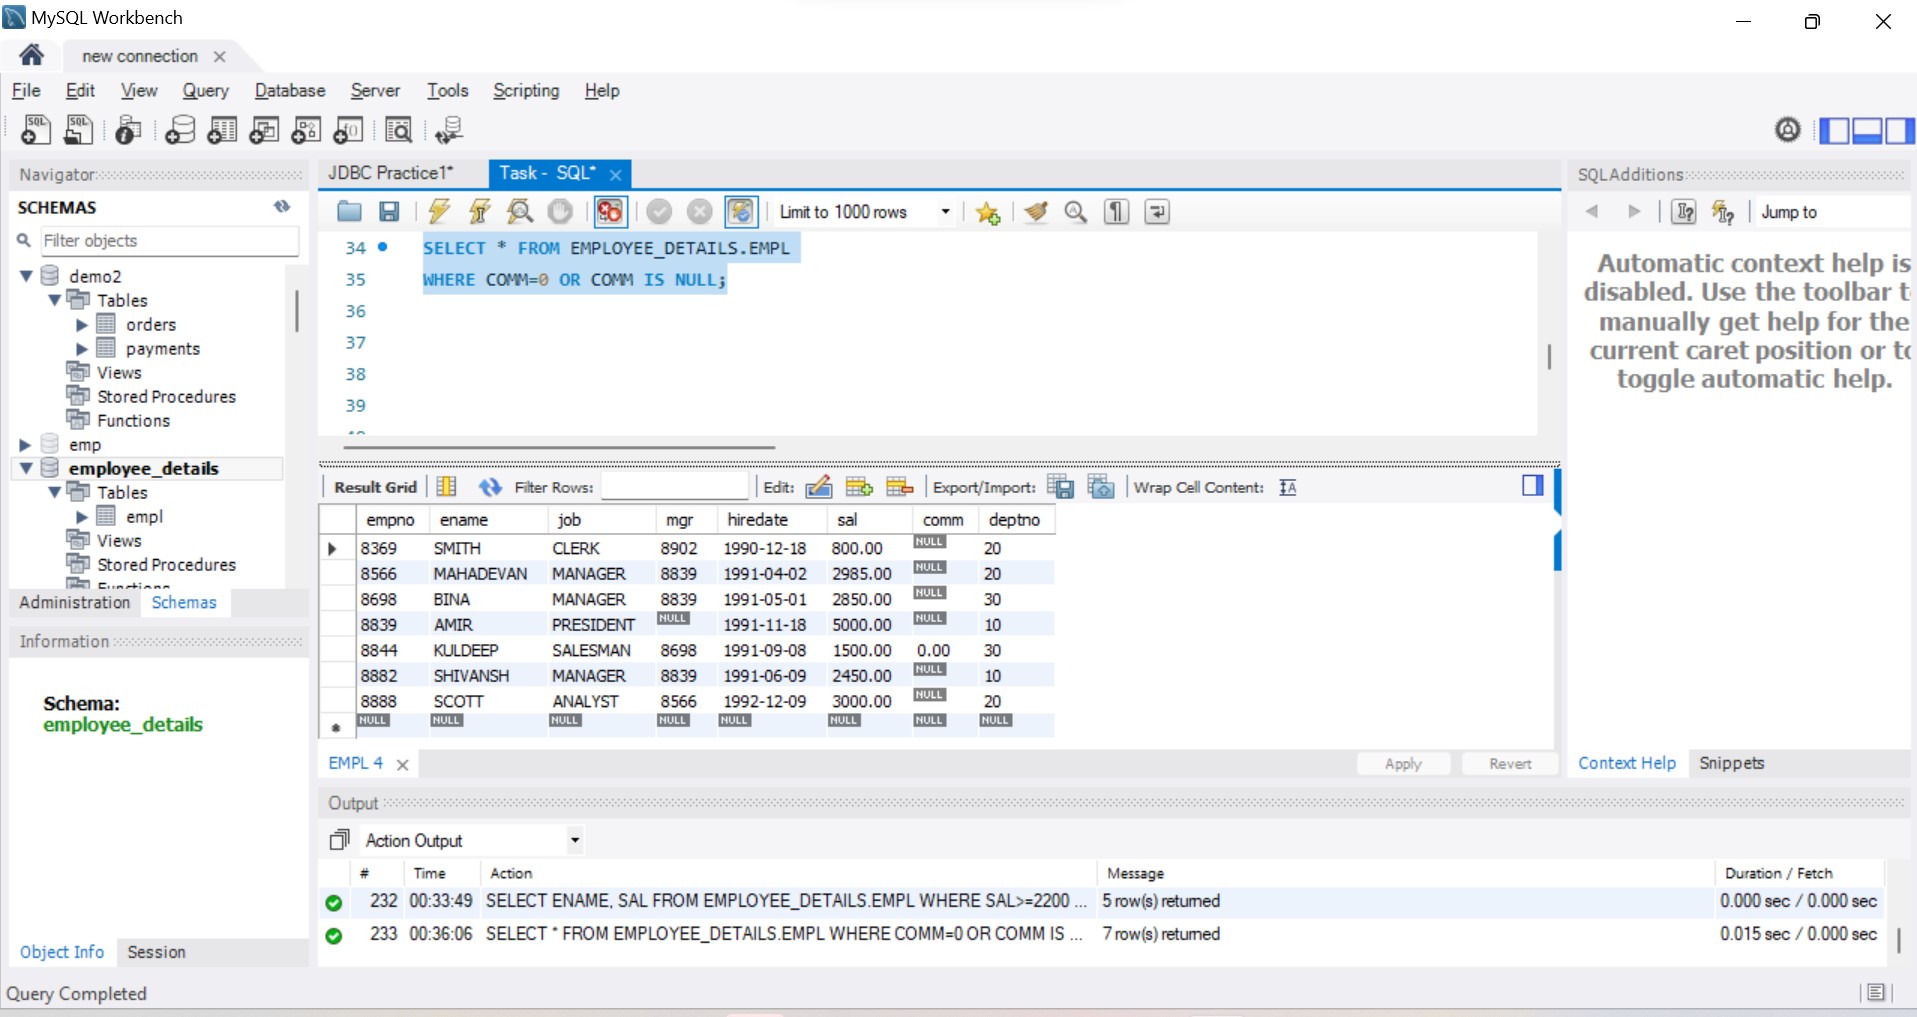 MySQL Workbench
new connection
File Edit View Query Database Server Tools Scripting Help
Navigator
SCHEMAS
Filter objects
demo2
Tables
orders
payments
Views
Stored Procedures
Functions
emp
employee_details
Tables
empl
Views
Stored Procedures
Functions
Administration Schemas
Information
Schema:
employee_details
Object Info Session
JDBC Practice1* Task - SQL*
Limit to 1000 rows
34 SELECT * FROM EMPLOYEE_DETAILS.EMPL
35 WHERE COMM=0 OR COMM IS NULL;
36
37
38
39
40
Result Grid Filter Rows: Edit: Export/Import: Wrap Cell Content:
empno ename job mgr hiredate sal comm deptno
8369 SMITH CLERK 8902 1990-12-18 800.00 NULL 20
8566 MAHADEVAN MANAGER 8839 1991-04-02 2985.00 NULL 20
8698 BINA MANAGER 8839 1991-05-01 2850.00 NULL 30
8839 AMIR PRESIDENT NULL 1991-11-18 5000.00 NULL 10
8844 KULDEEP SALESMAN 8698 1991-09-08 1500.00 0.00 30
8882 SHIVANSH MANAGER 8839 1991-06-09 2450.00 NULL 10
8888 SCOTT ANALYST 8566 1992-12-09 3000.00 NULL 20
NULL NULL NULL NULL NULL NULL NULL NULL
EMPL 4 Apply Revert
SQLAdditions
Jump to
Automatic context help is
disabled. Use the toolbar t
manually get help for the
current caret position or to
toggle automatic help.
Context Help Snippets
Output
Action Output
# Time Action Message Duration / Fetch
232 00:33:49 SELECT ENAME, SAL FROM EMPLOYEE_DETAILS.EMPL WHERE SAL>=2200 ... 5 row(s) returned 0.000 sec / 0.000 sec
233 00:36:06 SELECT * FROM EMPLOYEE_DETAILS.EMPL WHERE COMM=0 OR COMM IS ... 7 row(s) returned 0.015 sec / 0.000 sec
Query Completed